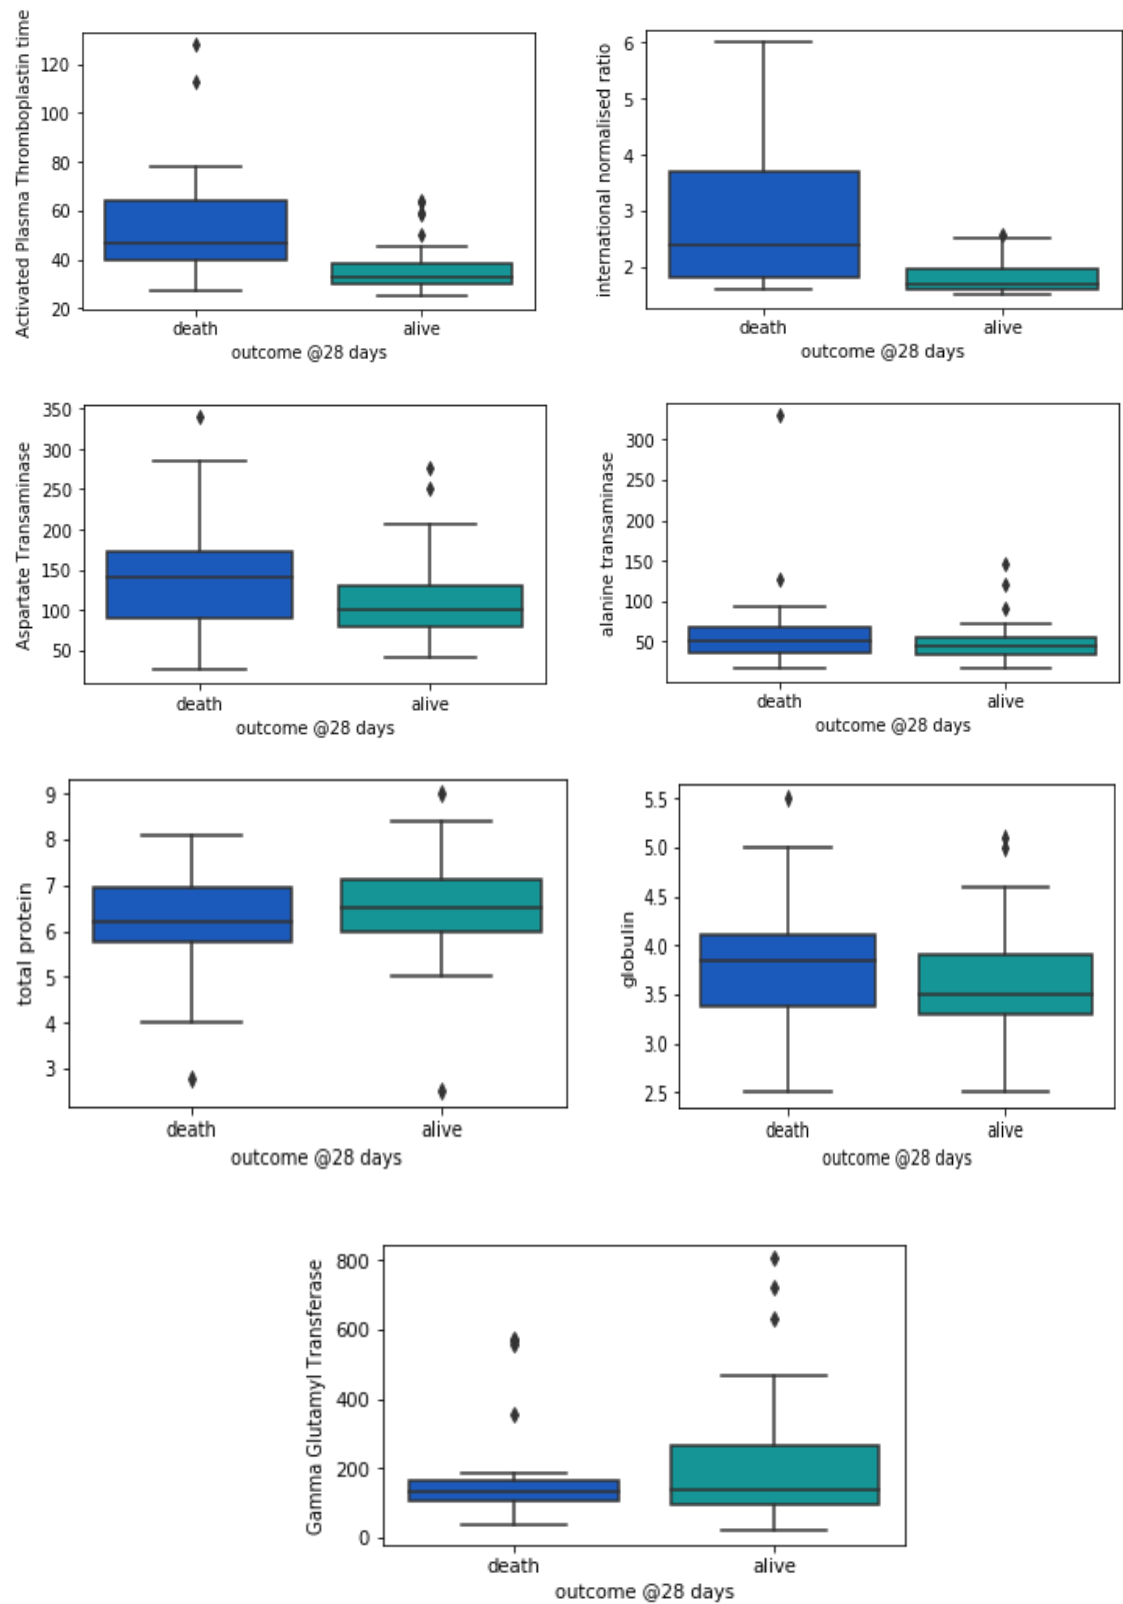 Activated Plasma Thromboplastin time
120
100
80
60
40
20
death
alive
outcome @28 days
international normalised ratio
6
5
4
3
2
death
alive
outcome @28 days
Aspartate Transaminase
350
300
250
200
150
100
50
death
alive
outcome @28 days
alanine transaminase
300
250
200
150
100
50
death
alive
outcome @28 days
total protein
9
8
7
6
5
4
3
death
alive
outcome @28 days
globulin
5.5
5.0
4.5
4.0
3.5
3.0
2.5
death
alive
outcome @28 days
Gamma Glutamyl Transferase
800
600
400
200
0
death
alive
outcome @28 days